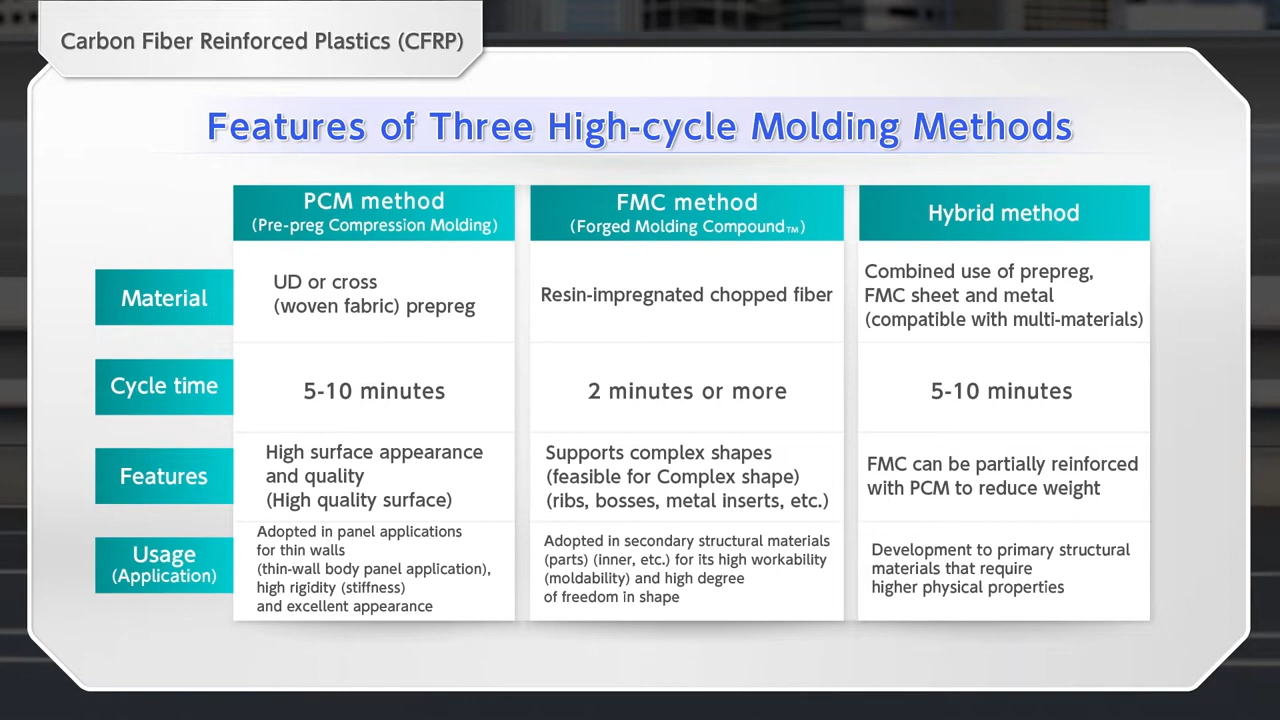 Carbon Fiber Reinforced Plastics (CFRP)
Features of Three High-cycle Molding Methods
PCM method
(Pre-preg Compression Molding)
FMC method
(Forged Molding Compound™)
Hybrid method
Material
UD or cross
(woven fabric) prepreg
Resin-impregnated chopped fiber
Combined use of prepreg,
FMC sheet and metal
(compatible with multi-materials)
Cycle time
5-10 minutes
2 minutes or more
5-10 minutes
Features
High surface appearance
and quality
(High quality surface)
Supports complex shapes
(feasible for Complex shape)
(ribs, bosses, metal inserts, etc.)
FMC can be partially reinforced
with PCM to reduce weight
Usage
(Application)
Adopted in panel applications
for thin walls
(thin-wall body panel application),
high rigidity (stiffness)
and excellent appearance
Adopted in secondary structural materials
(parts) (inner, etc.) for its high workability
(moldability) and high degree
of freedom in shape
Development to primary structural
materials that require
higher physical properties